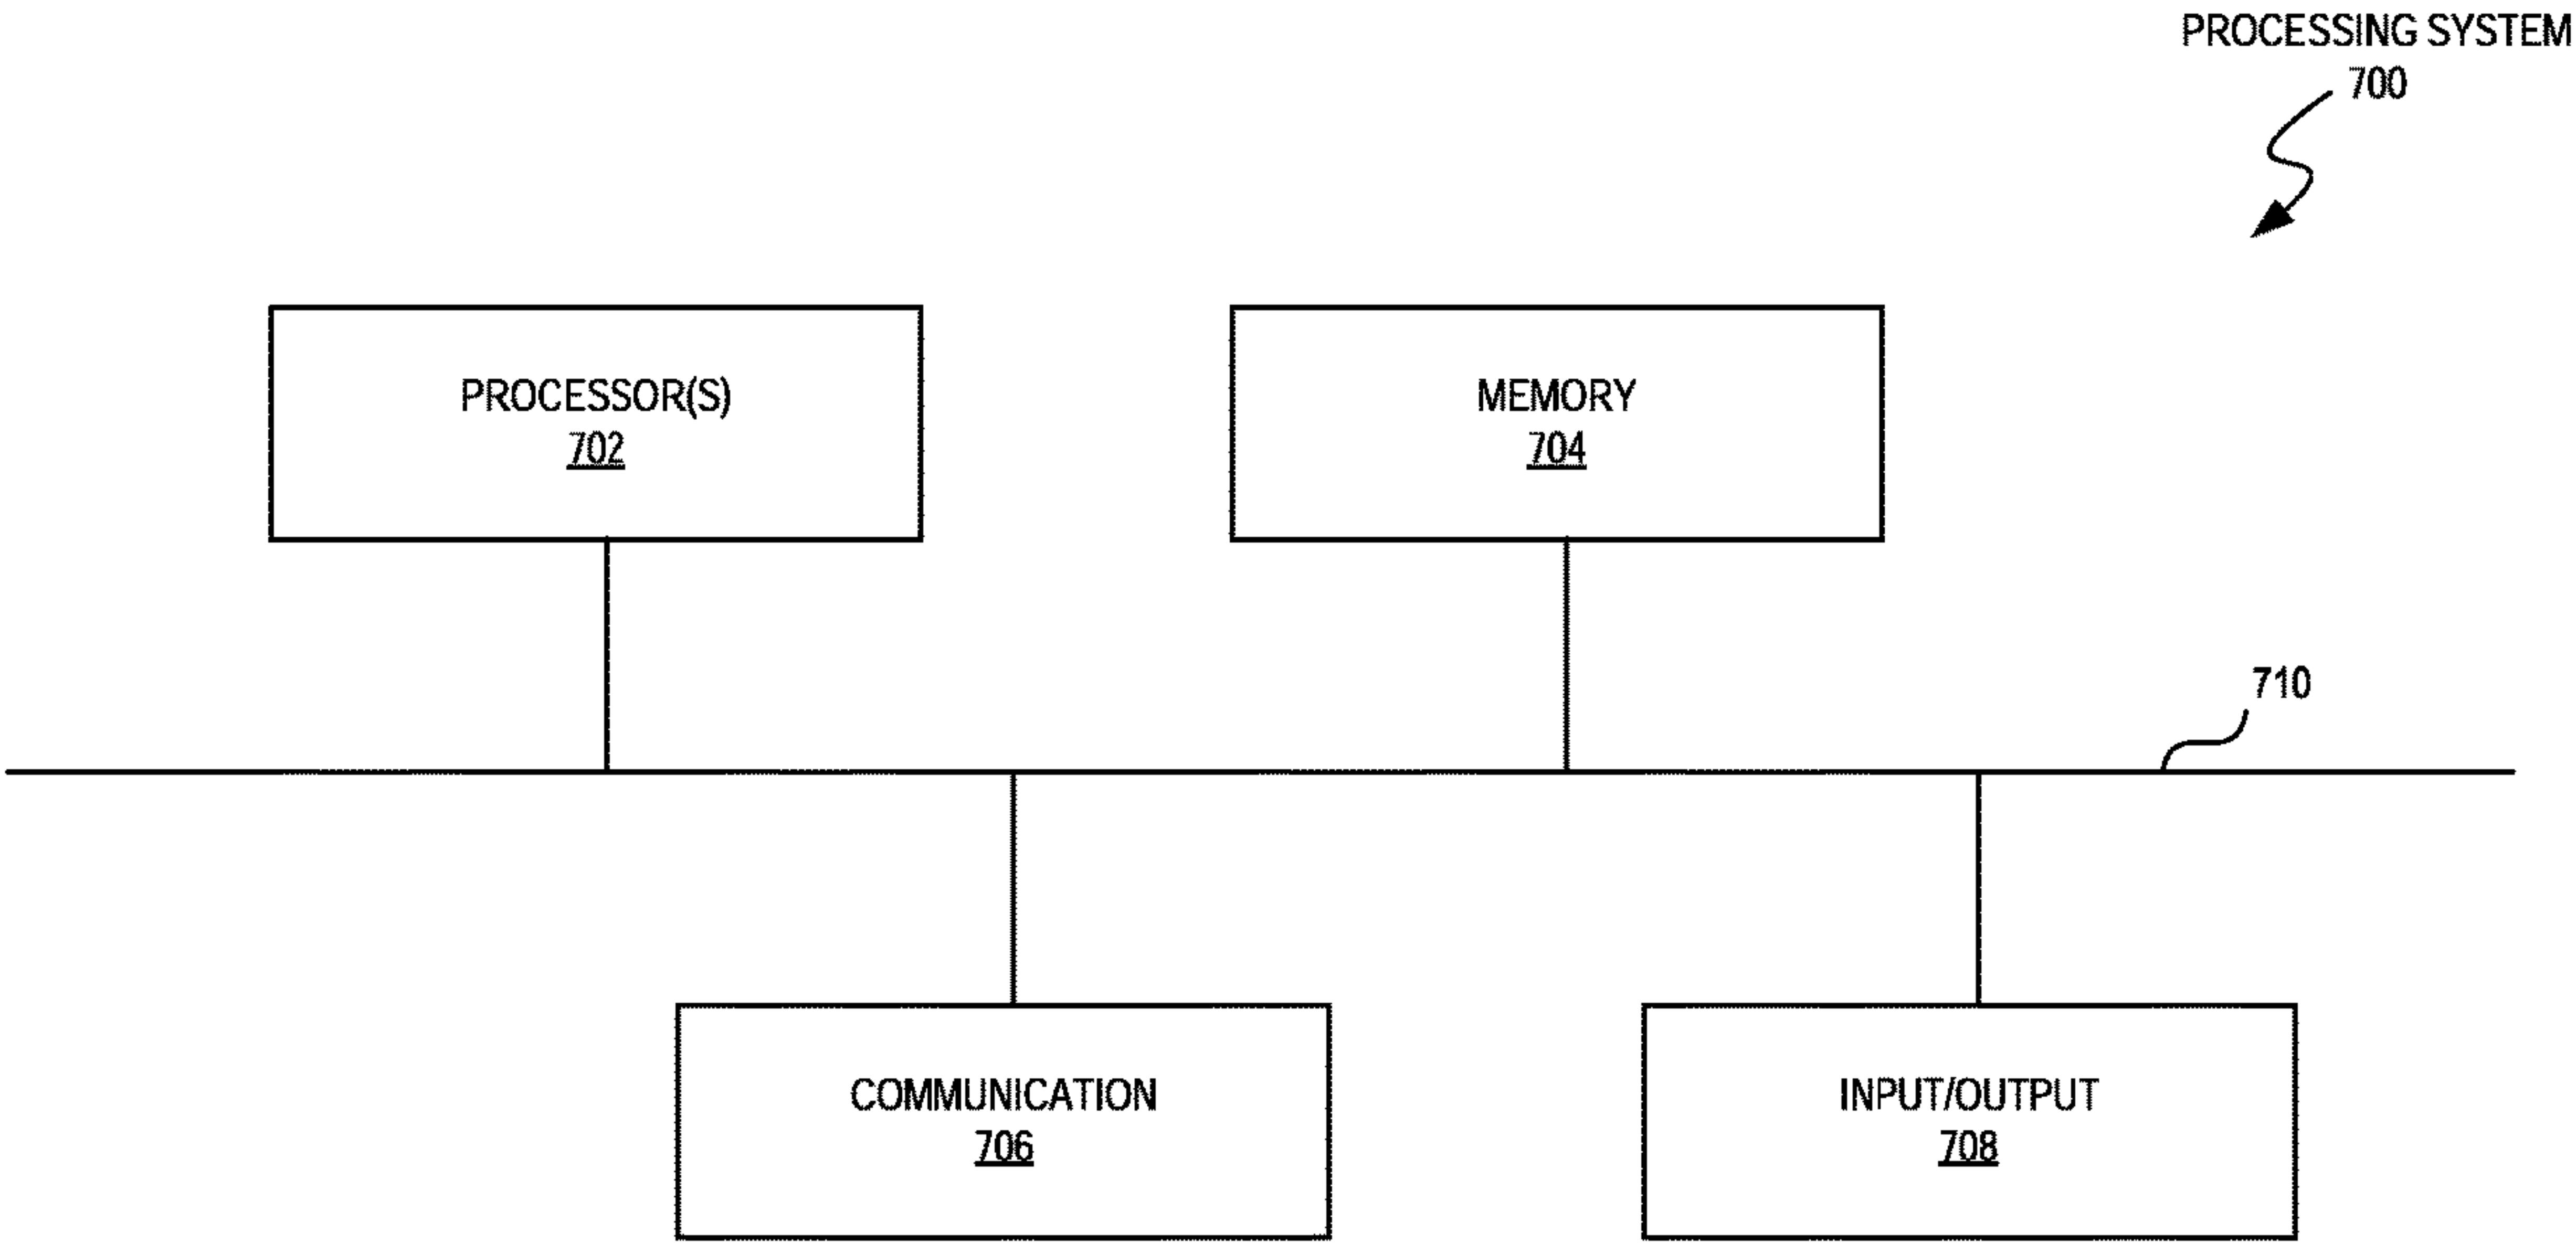 PROCESSING SYSTEM
700
PROCESSOR(S)
702
MEMORY
704
710
COMMUNICATION
706
INPUT/OUTPUT
708